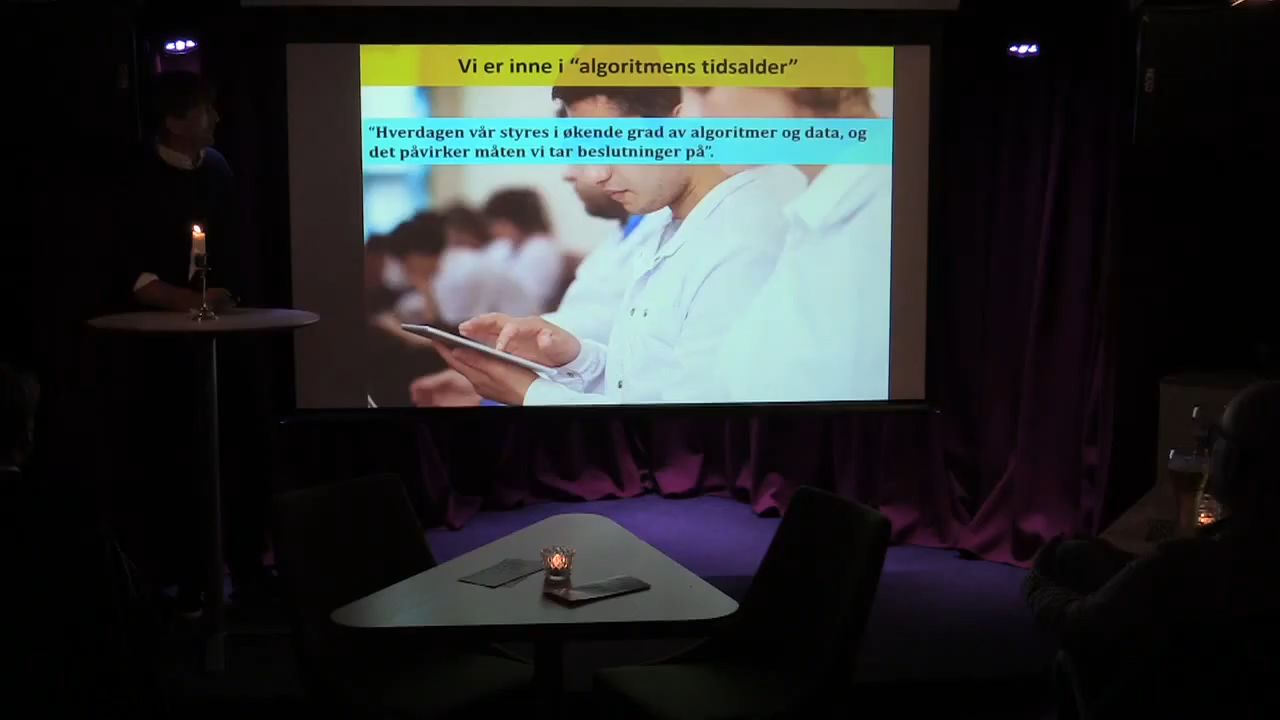 Vi er inne i “algoritmens tidsalder”
“Hverdagen vår styres i økende grad av algoritmer og data, og
det påvirker måten vi tar beslutninger på”.